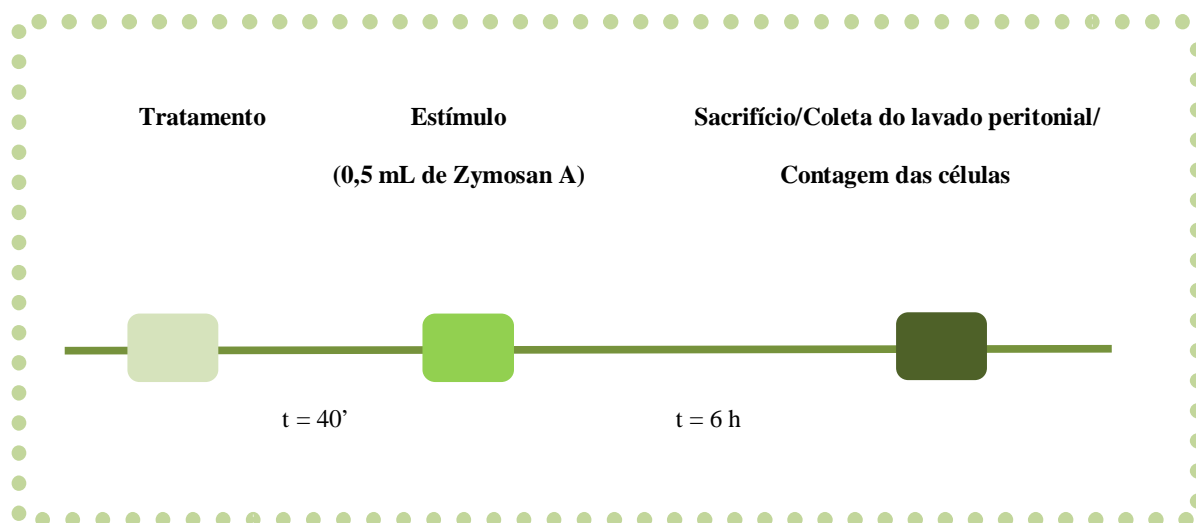 Tratamento
Estímulo
(0,5 mL de Zymosan A)
Sacrifício/Coleta do lavado peritonial/
Contagem das células
t = 40’
t = 6 h